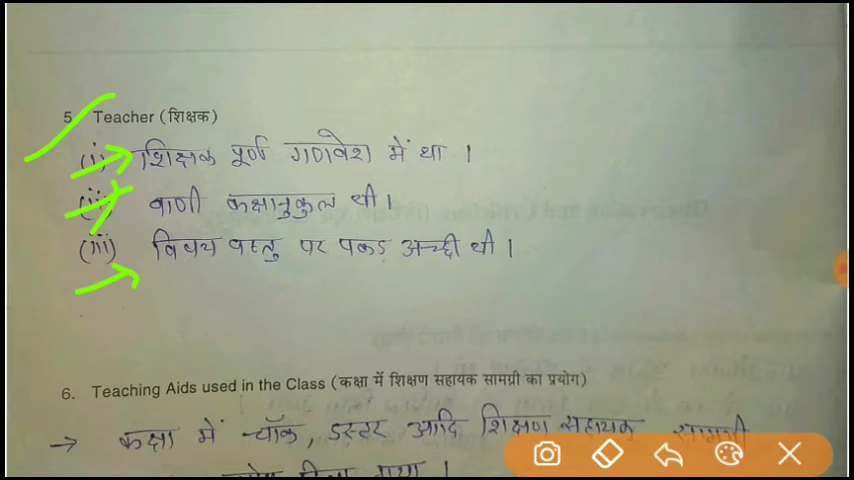 5 Teacher (शिक्षक)
(i) शिक्षक पूर्ण गणवेश में था ।
(ii) वाणी कक्षानुकुल थी ।
(iii) विषय वस्तु पर पकड़ अच्छी थी ।
6. Teaching Aids used in the Class (कक्षा में शिक्षण सहायक सामग्री का प्रयोग)
→ कक्षा में चॉक, डस्टर आदि शिक्षण सहायक सामग्री
किया गया ।